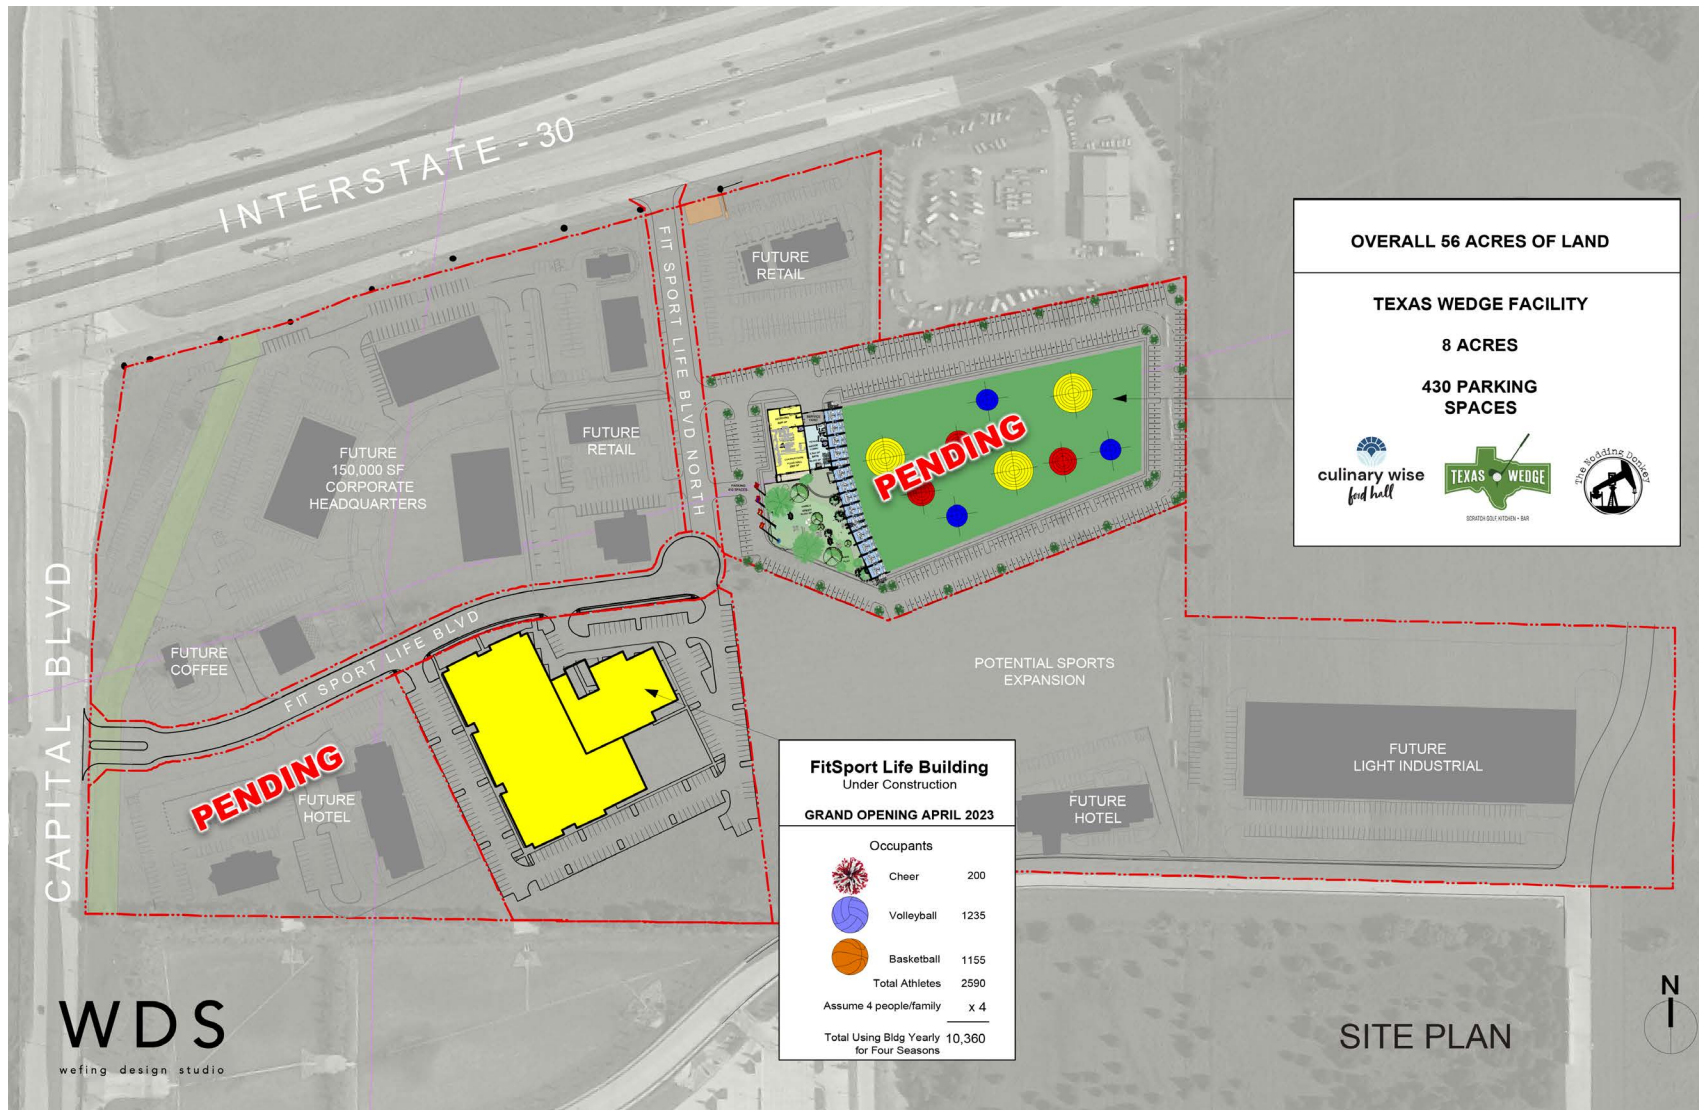 INTERSTATE - 30
FUTURE
RETAIL
FIT SPORT LIFE BLVD NORTH
OVERALL 56 ACRES OF LAND
TEXAS WEDGE FACILITY
8 ACRES
430 PARKING
SPACES
culinary wise
food hall
TEXAS WEDGE
SCRATCH GOLF, KITCHEN + BAR
The Nodding Donkey
FUTURE
RETAIL
PENDING
FUTURE
150,000 SF
CORPORATE
HEADQUARTERS
CAPITAL BLVD
FUTURE
COFFEE
FIT SPORT LIFE BLVD
POTENTIAL SPORTS
EXPANSION
PENDING
FUTURE
HOTEL
FUTURE
LIGHT INDUSTRIAL
FUTURE
HOTEL
FitSport Life Building
Under Construction
GRAND OPENING APRIL 2023
Occupants
Cheer 200
Volleyball 1235
Basketball 1155
Total Athletes 2590
Assume 4 people/family x 4
Total Using Bldg Yearly 10,360
for Four Seasons
WDS
wefing design studio
SITE PLAN
N